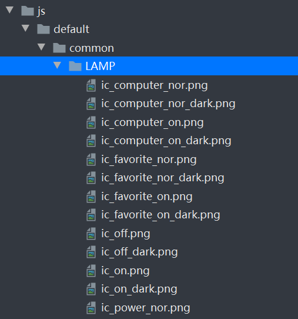 js
default
common
LAMP
ic_computer_nor.png
ic_computer_nor_dark.png
ic_computer_on.png
ic_computer_on_dark.png
ic_favorite_nor.png
ic_favorite_nor_dark.png
ic_favorite_on.png
ic_favorite_on_dark.png
ic_off.png
ic_off_dark.png
ic_on.png
ic_on_dark.png
ic_power_nor.png